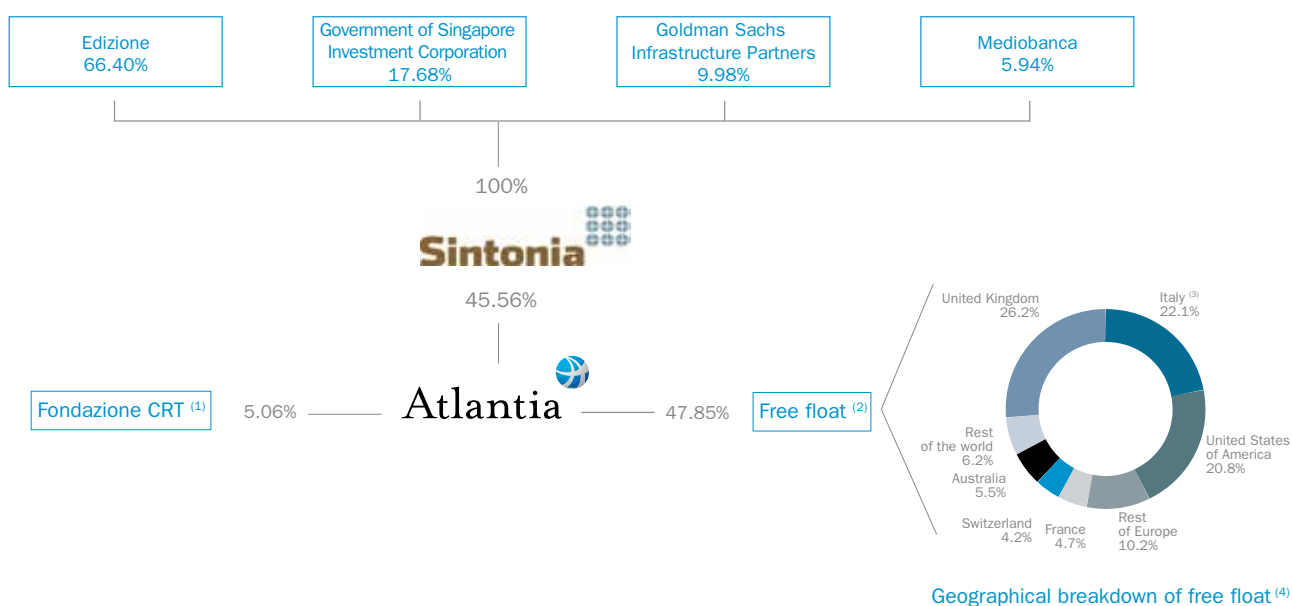 Edizione
66.40%
Government of Singapore
Investment Corporation
17.68%
Goldman Sachs
Infrastructure Partners
9.98%
Mediobanca
5.94%
100%
Sintonia
45.56%
Fondazione CRT (1)
5.06%
Atlantia
47.85%
Free float (2)
United Kingdom
26.2%
Italy (3)
22.1%
United States
of America
20.8%
Rest
of the world
6.2%
Australia
5.5%
Switzerland
4.2%
France
4.7%
Rest
of Europe
10.2%
Geographical breakdown of free float (4)